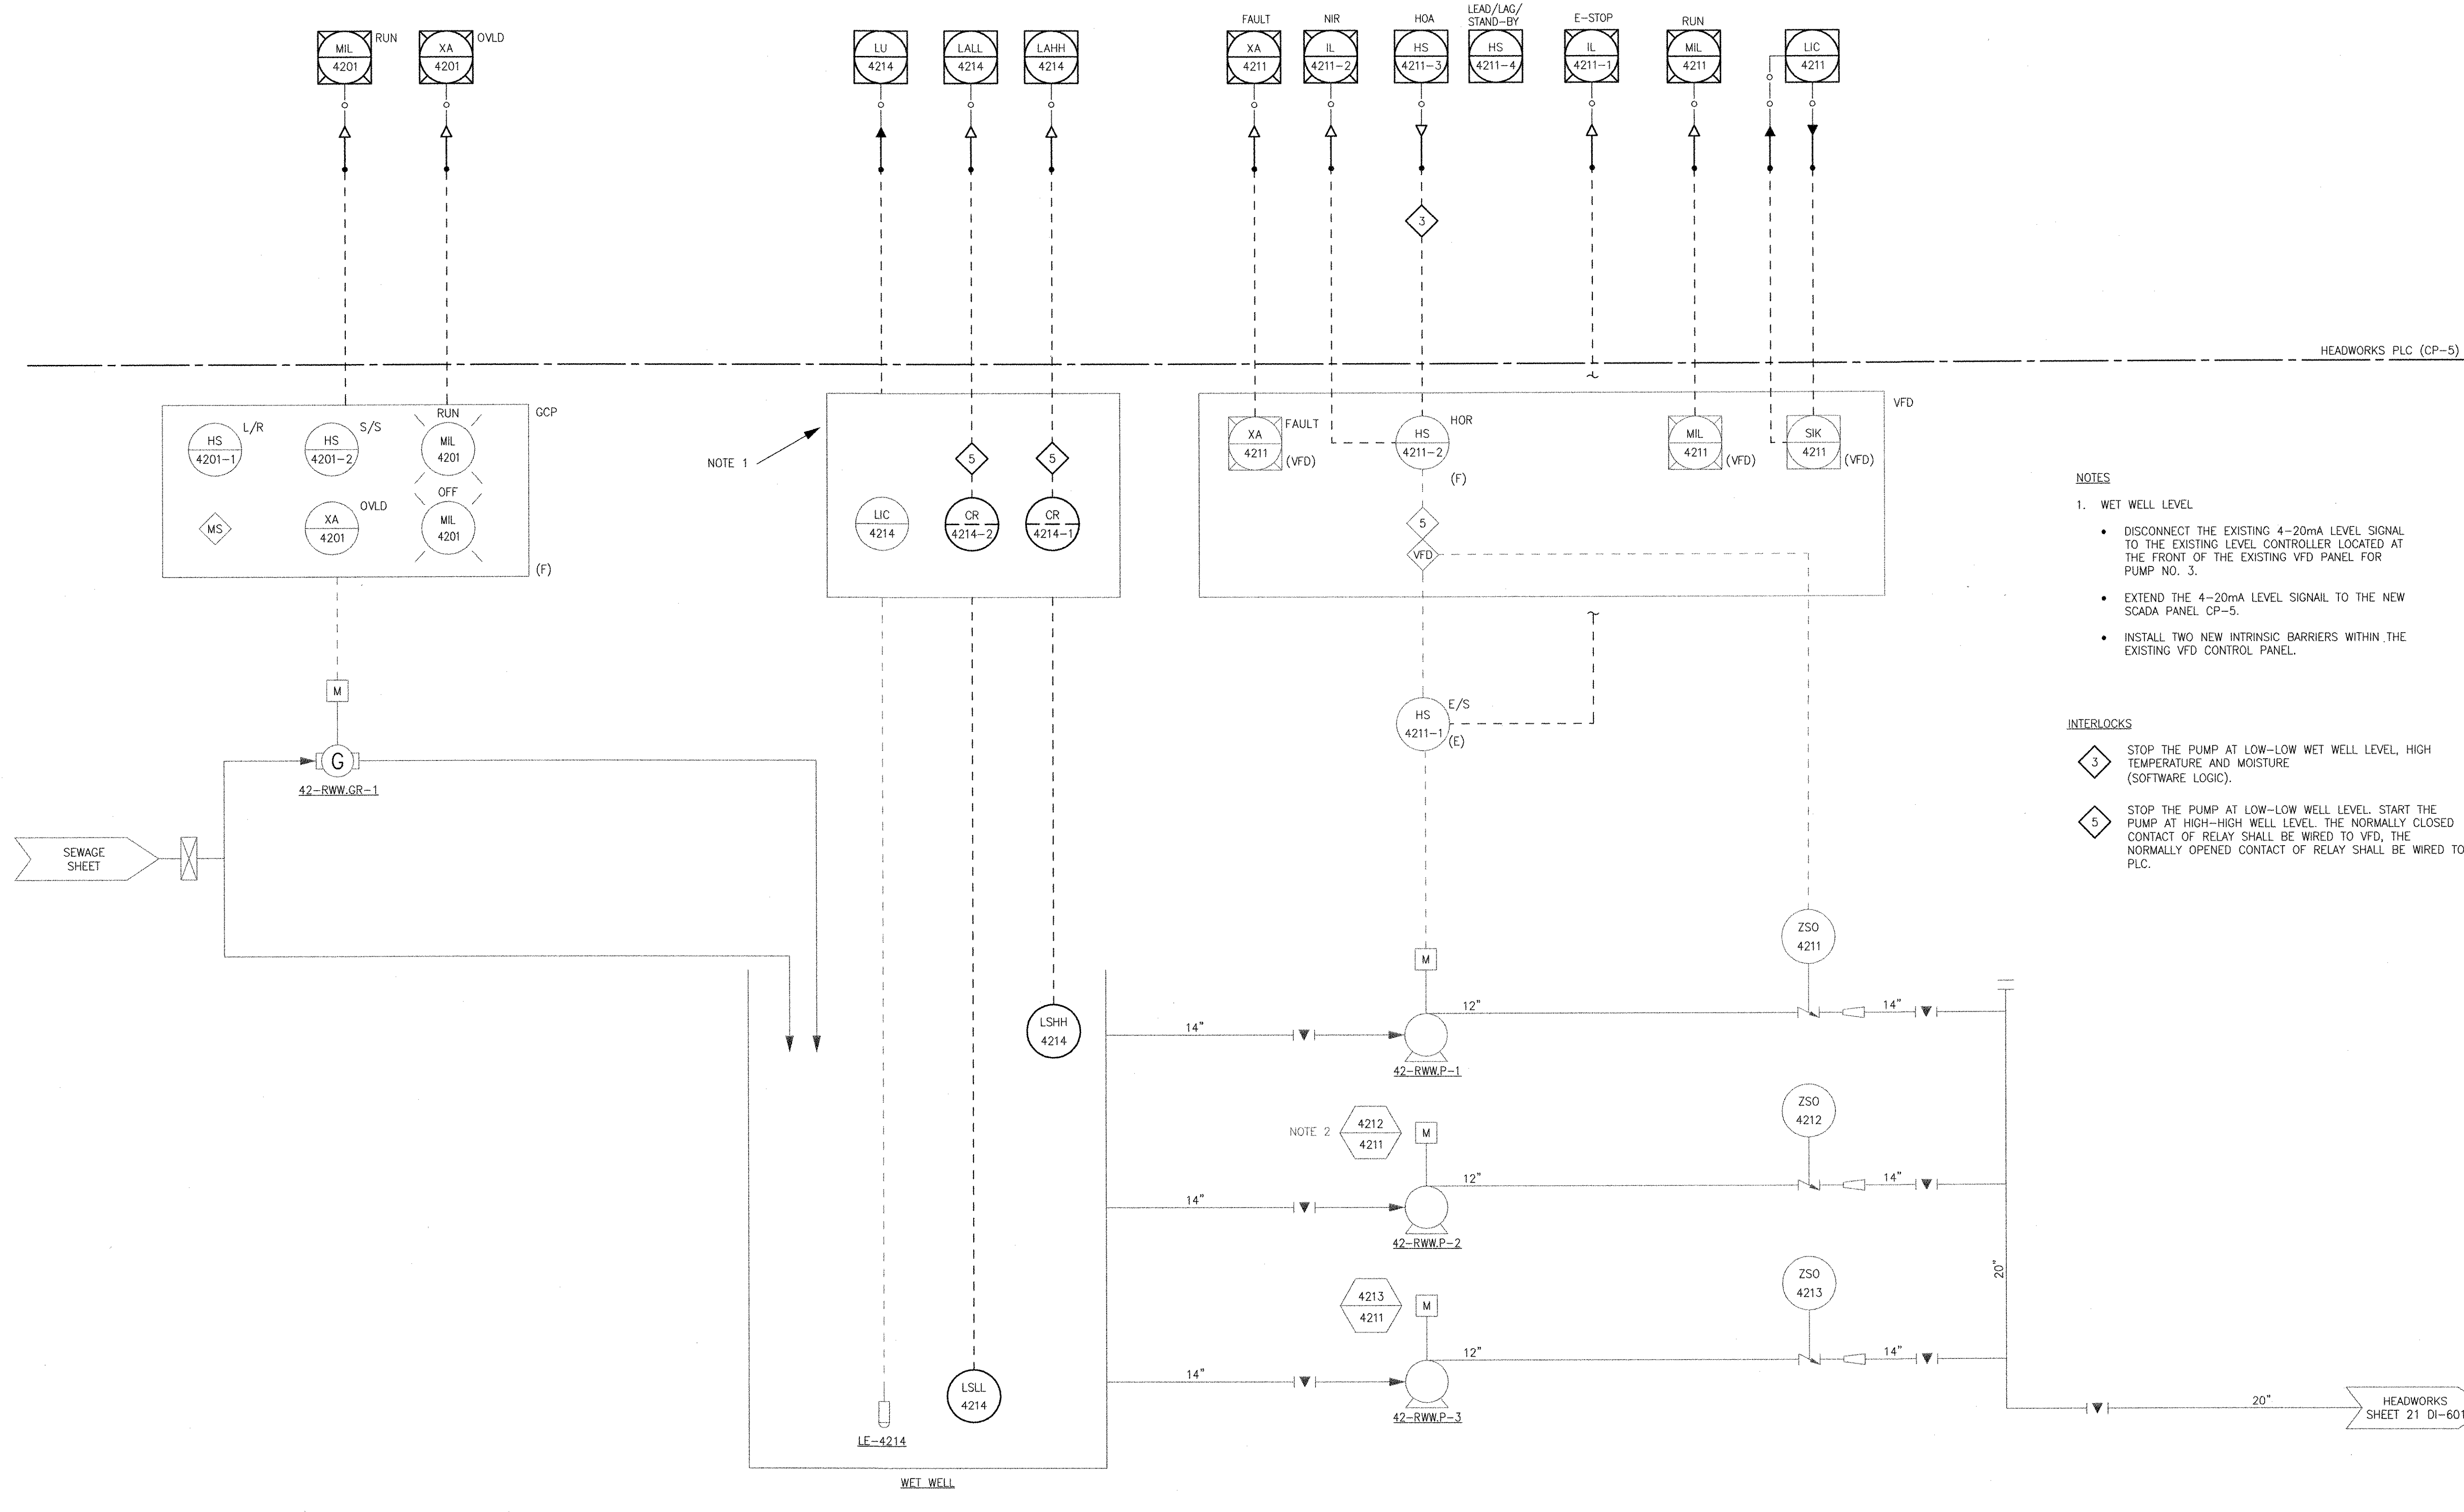 LEAD/LAG/
STAND-BY
FAULT
NIR
HOA
E-STOP
RUN
MIL
4201
RUN
XA
4201
OVLD
LU
4214
LALL
4214
LAHH
4214
XA
4211
IL
4211-2
HS
4211-3
HS
4211-4
IL
4211-1
MIL
4211
LIC
4211
3
HEADWORKS PLC (CP-5)
GCP
HS
4201-1
L/R
HS
4201-2
S/S
RUN
MIL
4201
MS
XA
4201
OVLD
OFF
MIL
4201
(F)
NOTE 1
5
5
LIC
4214
CR
4214-2
CR
4214-1
VFD
XA
4211
FAULT
(VFD)
HS
4211-2
HOR
(F)
MIL
4211
(VFD)
SIK
4211
(VFD)
5
VFD
NOTES
1. WET WELL LEVEL
• DISCONNECT THE EXISTING 4-20mA LEVEL SIGNAL
TO THE EXISTING LEVEL CONTROLLER LOCATED AT
THE FRONT OF THE EXISTING VFD PANEL FOR
PUMP NO. 3.
• EXTEND THE 4-20mA LEVEL SIGNAIL TO THE NEW
SCADA PANEL CP-5.
• INSTALL TWO NEW INTRINSIC BARRIERS WITHIN THE
EXISTING VFD CONTROL PANEL.
M
G
42-RWW.GR-1
HS
4211-1
E/S
(E)
INTERLOCKS
3
STOP THE PUMP AT LOW-LOW WET WELL LEVEL, HIGH
TEMPERATURE AND MOISTURE
(SOFTWARE LOGIC).
5
STOP THE PUMP AT LOW-LOW WELL LEVEL. START THE
PUMP AT HIGH-HIGH WELL LEVEL. THE NORMALLY CLOSED
CONTACT OF RELAY SHALL BE WIRED TO VFD, THE
NORMALLY OPENED CONTACT OF RELAY SHALL BE WIRED TO
PLC.
SEWAGE
SHEET
ZSO
4211
M
LSHH
4214
14"
12"
14"
42-RWW.P-1
NOTE 2
4212
4211
M
ZSO
4212
14"
12"
14"
42-RWW.P-2
4213
4211
M
ZSO
4213
20"
14"
12"
14"
42-RWW.P-3
LSLL
4214
LE-4214
WET WELL
20"
HEADWORKS
SHEET 21 DI-601